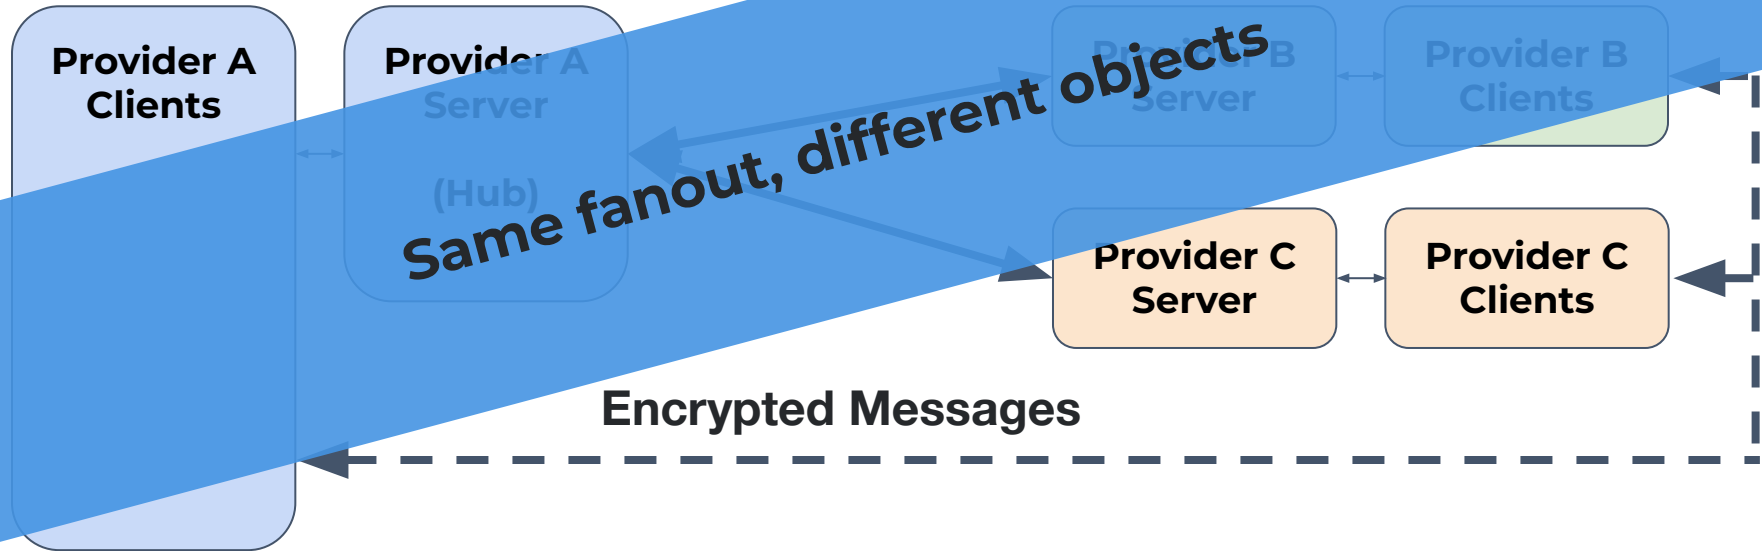 Provider A
Clients
Provider A
Server
(Hub)
Provider B
Server
Provider B
Clients
Same fanout, different objects
Provider C
Server
Provider C
Clients
Encrypted Messages